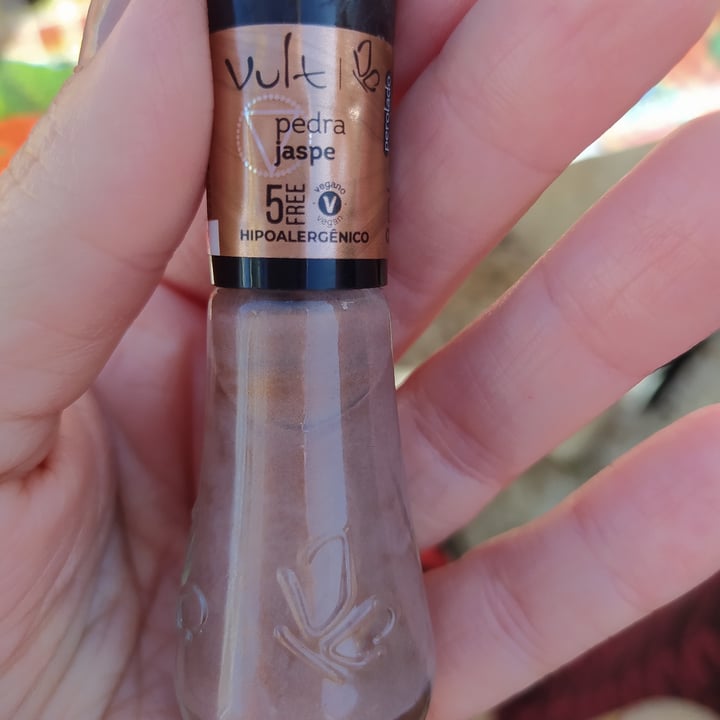 vult
perolado
pedra
jaspe
5 FREE
vegano
V
vegan
HIPOALERGÊNICO